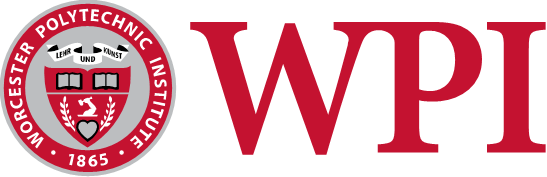 WORCESTER POLYTECHNIC INSTITUTE
LEHR UND KUNST
· 1865 ·
WPI